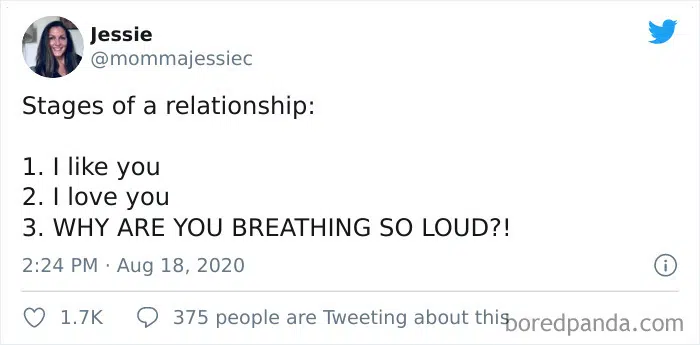 Jessie
@mommajessiec
Stages of a relationship:
1. I like you
2. I love you
3. WHY ARE YOU BREATHING SO LOUD?!
2:24 PM · Aug 18, 2020
1.7K 375 people are Tweeting about this
boredpanda.com